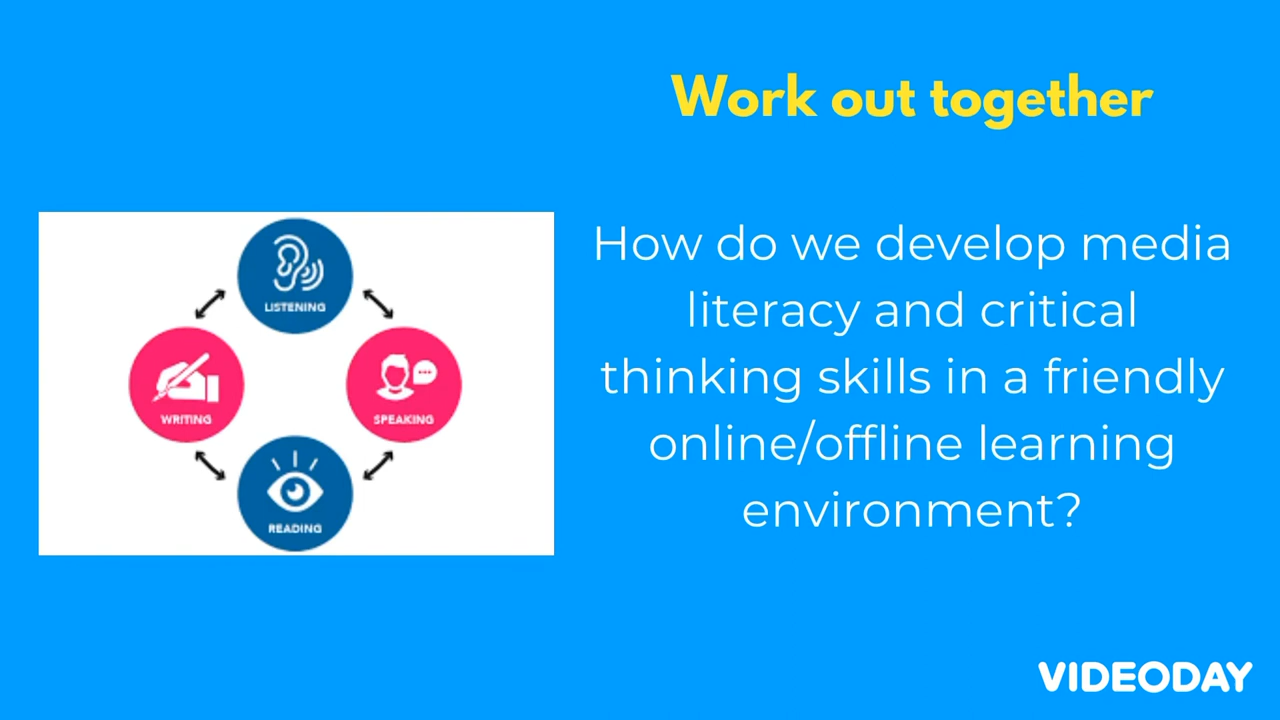 Work out together
LISTENING
WRITING
SPEAKING
READING
How do we develop media
literacy and critical
thinking skills in a friendly
online/offline learning
environment?
VIDEODAY